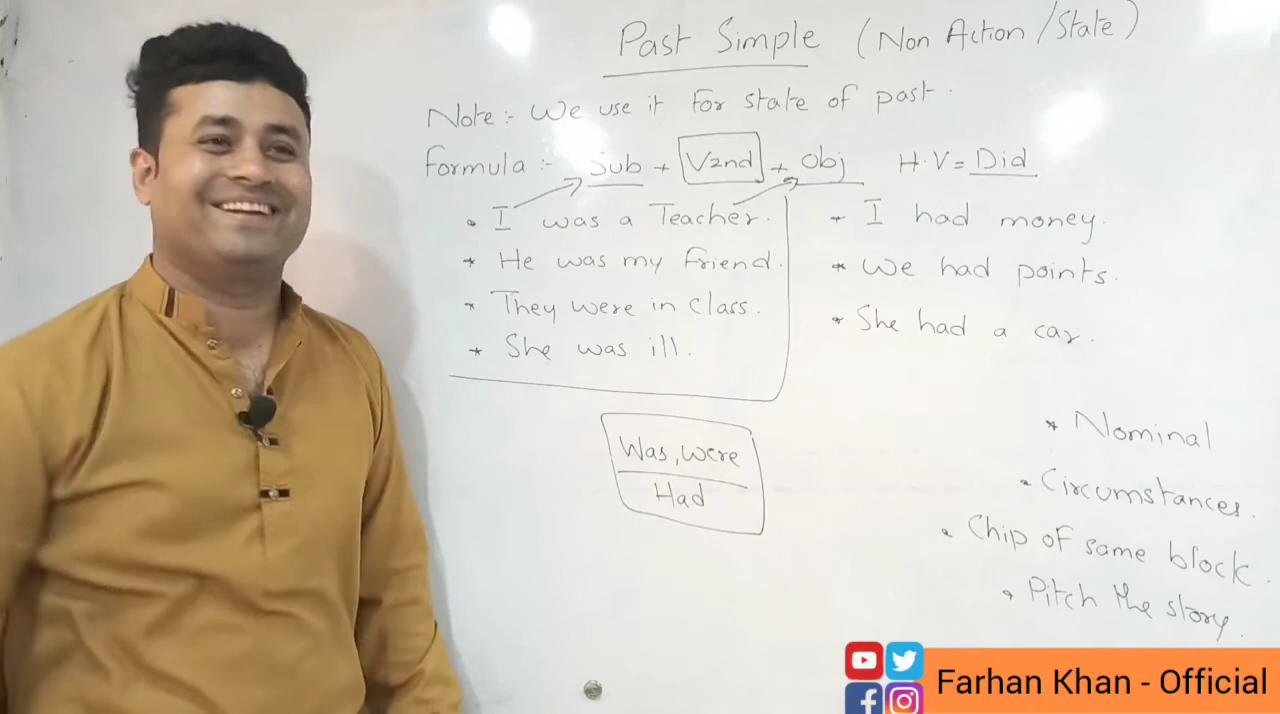 Past Simple (Non Action/State)
Note:- We use it for state of past.
formula:- Sub + V2nd + Obj H.V=Did
• I was a Teacher.
* He was my friend.
* They were in class.
* She was ill.
* I had money.
* We had points.
* She had a car.
Was, were
Had
* Nominal
• Circumstances.
• Chip of same block.
• Pitch the story.
Farhan Khan - Official